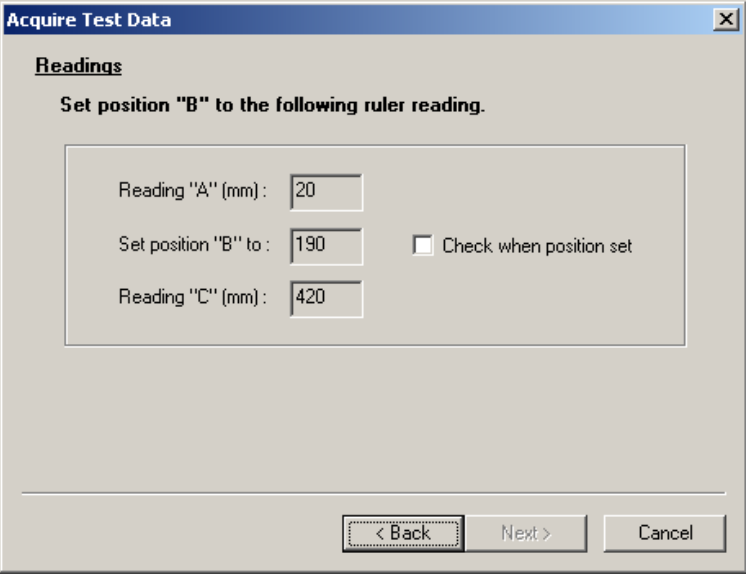 Acquire Test Data
Readings
Set position "B" to the following ruler reading.
Reading "A" (mm) : 20
Set position "B" to : 190 Check when position set
Reading "C" (mm) : 420
< Back Next > Cancel